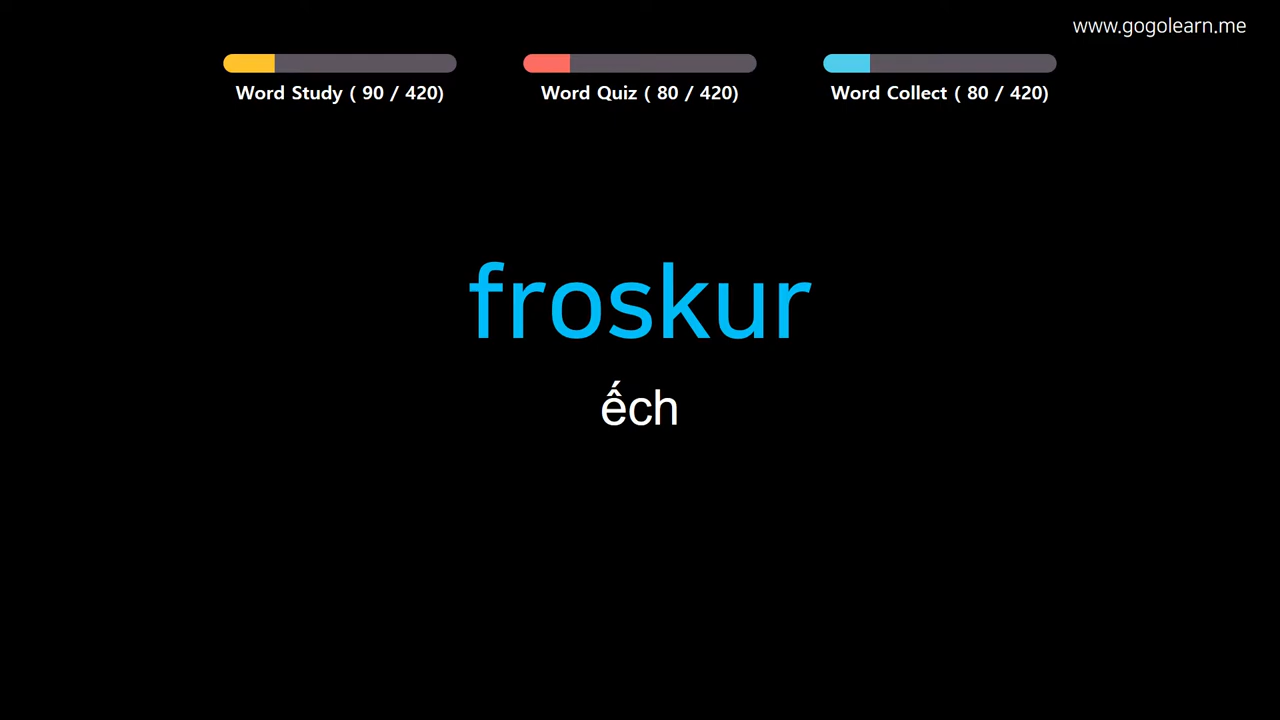 www.gogolearn.me
Word Study ( 90 / 420)
Word Quiz ( 80 / 420)
Word Collect ( 80 / 420)
froskur
ếch